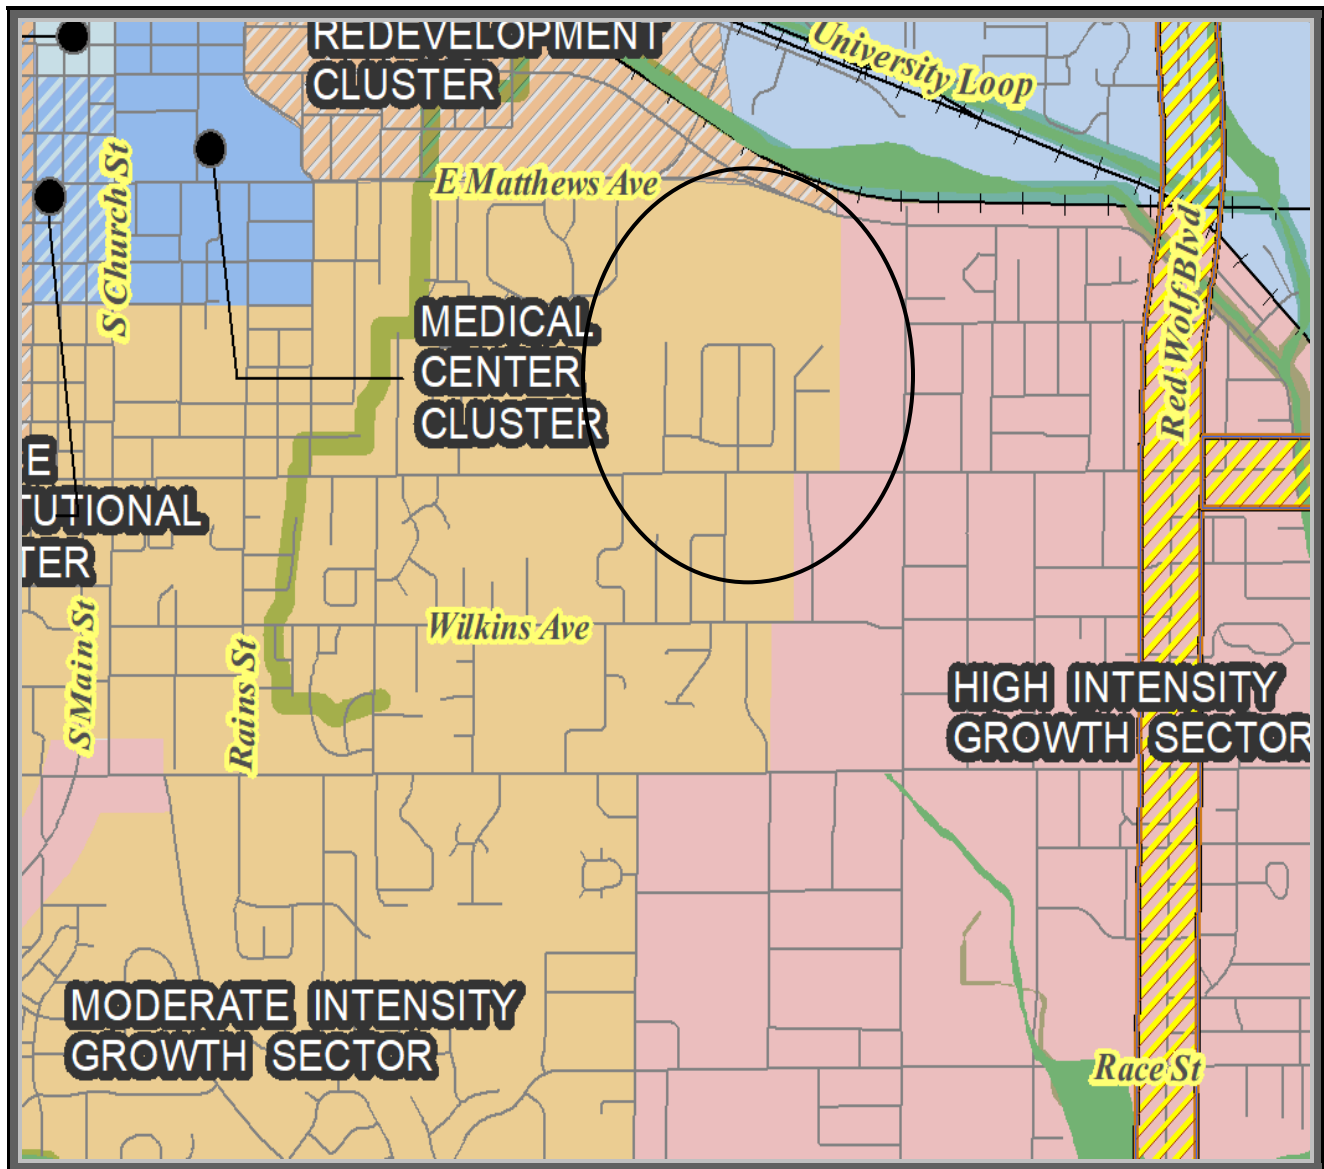 REDEVELOPMENT
CLUSTER
University Loop
S Church St
E Matthews Ave
Red Wolf Blvd
MEDICAL
CENTER
CLUSTER
E
TUTIONAL
TER
S Main St
Rains St
Wilkins Ave
HIGH INTENSITY
GROWTH SECTOR
MODERATE INTENSITY
GROWTH SECTOR
Race St